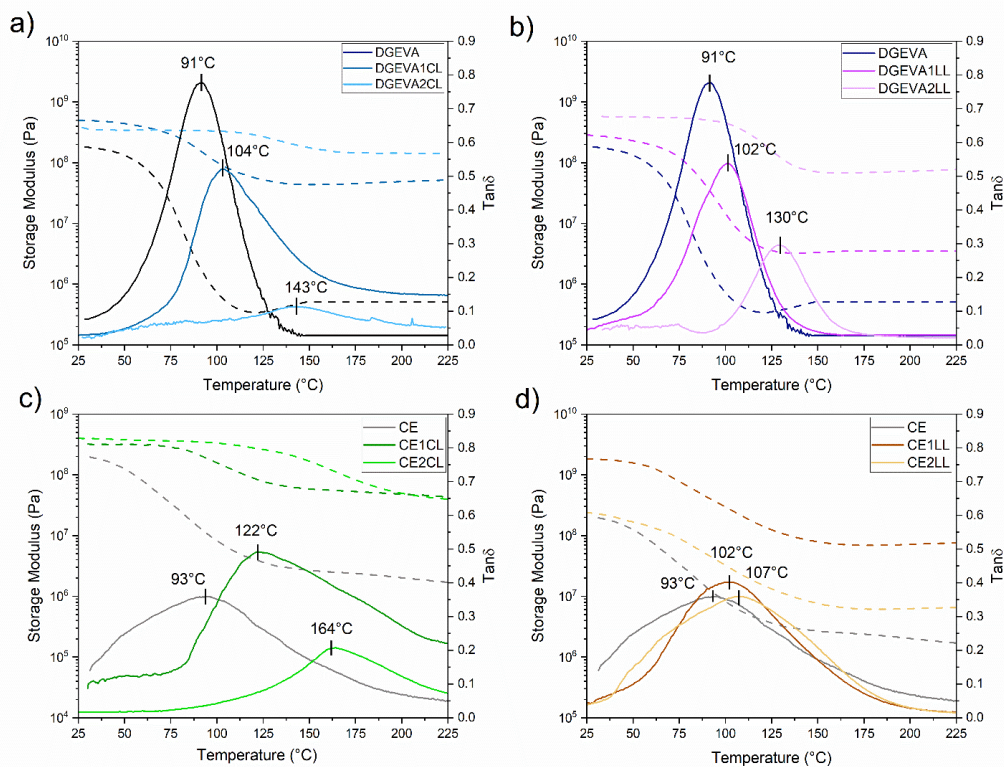 a)
DGEVA
DGEVA1CL
DGEVA2CL
91°C
104°C
143°C
10^10
10^9
10^8
10^7
10^6
10^5
0.9
0.8
0.7
0.6
0.5
0.4
0.3
0.2
0.1
0.0
25 50 75 100 125 150 175 200 225
Storage Modulus (Pa)
Tanδ
Temperature (°C)
b)
DGEVA
DGEVA1LL
DGEVA2LL
91°C
102°C
130°C
10^10
10^9
10^8
10^7
10^6
10^5
0.9
0.8
0.7
0.6
0.5
0.4
0.3
0.2
0.1
0.0
25 50 75 100 125 150 175 200 225
Storage Modulus (Pa)
Tanδ
Temperature (°C)
c)
CE
CE1CL
CE2CL
122°C
93°C
164°C
10^9
10^8
10^7
10^6
10^5
10^4
0.9
0.8
0.7
0.6
0.5
0.4
0.3
0.2
0.1
0.0
25 50 75 100 125 150 175 200 225
Storage Modulus (Pa)
Tanδ
Temperature (°C)
d)
CE
CE1LL
CE2LL
102°C
93°C
107°C
10^10
10^9
10^8
10^7
10^6
10^5
0.9
0.8
0.7
0.6
0.5
0.4
0.3
0.2
0.1
0.0
25 50 75 100 125 150 175 200 225
Storage Modulus (Pa)
Tanδ
Temperature (°C)